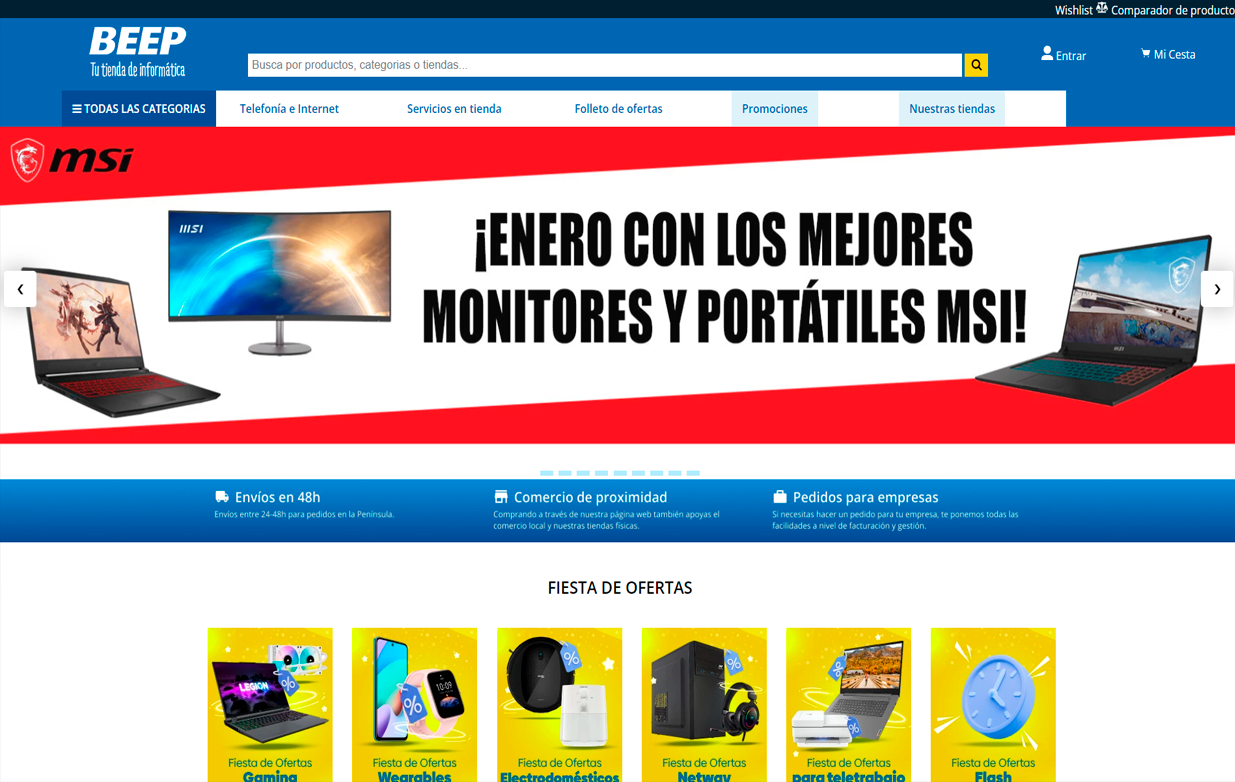 Wishlist Comparador de producto
BEEP
Tu tienda de informática
Busca por productos, categorias o tiendas...
Entrar
Mi Cesta
TODAS LAS CATEGORIAS
Telefonía e Internet
Servicios en tienda
Folleto de ofertas
Promociones
Nuestras tiendas
msi
msi
¡ENERO CON LOS MEJORES
MONITORES Y PORTÁTILES MSI!
msi
Envíos en 48h
Envíos entre 24-48h para pedidos en la Península.
Comercio de proximidad
Comprando a través de nuestra página web también apoyas el
comercio local y nuestras tiendas físicas.
Pedidos para empresas
Si necesitas hacer un pedido para tu empresa, te ponemos todas las
facilidades a nivel de facturación y gestión.
FIESTA DE OFERTAS
LEGION
%
Fiesta de Ofertas
Gaming
10:09
%
Fiesta de Ofertas
Wearables
%
Fiesta de Ofertas
Electrodomésticos
%
Fiesta de Ofertas
Netway
%
%
Fiesta de Ofertas
para teletrabajo
Fiesta de Ofertas
Flash